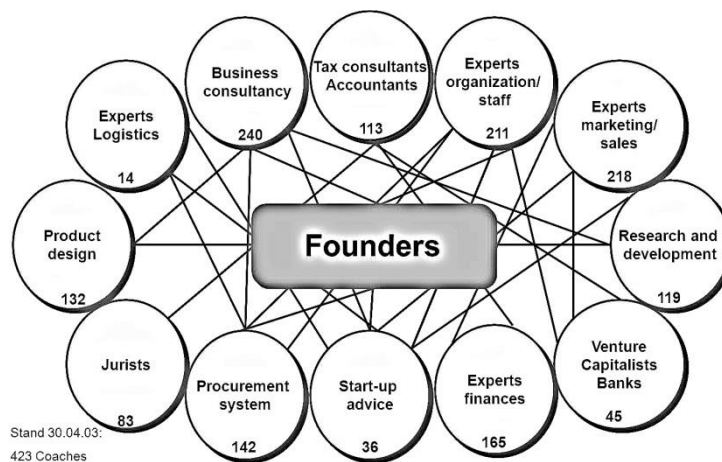 Business
consultancy
240
Tax consultants
Accountants
113
Experts
organization/
staff
211
Experts
Logistics
14
Experts
marketing/
sales
218
Product
design
132
Founders
Research and
development
119
Jurists
83
Procurement
system
142
Start-up
advice
36
Experts
finances
165
Venture
Capitalists
Banks
45
Stand 30.04.03:
423 Coaches